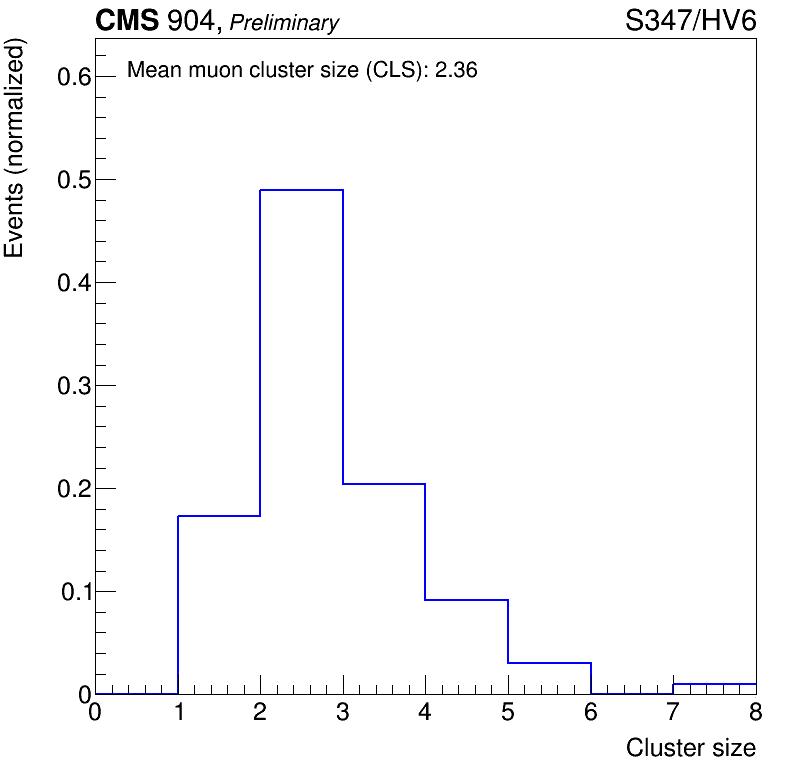 CMS 904, Preliminary
S347/HV6
Mean muon cluster size (CLS): 2.36
Events (normalized)
0.6
0.5
0.4
0.3
0.2
0.1
0
0 1 2 3 4 5 6 7 8
Cluster size